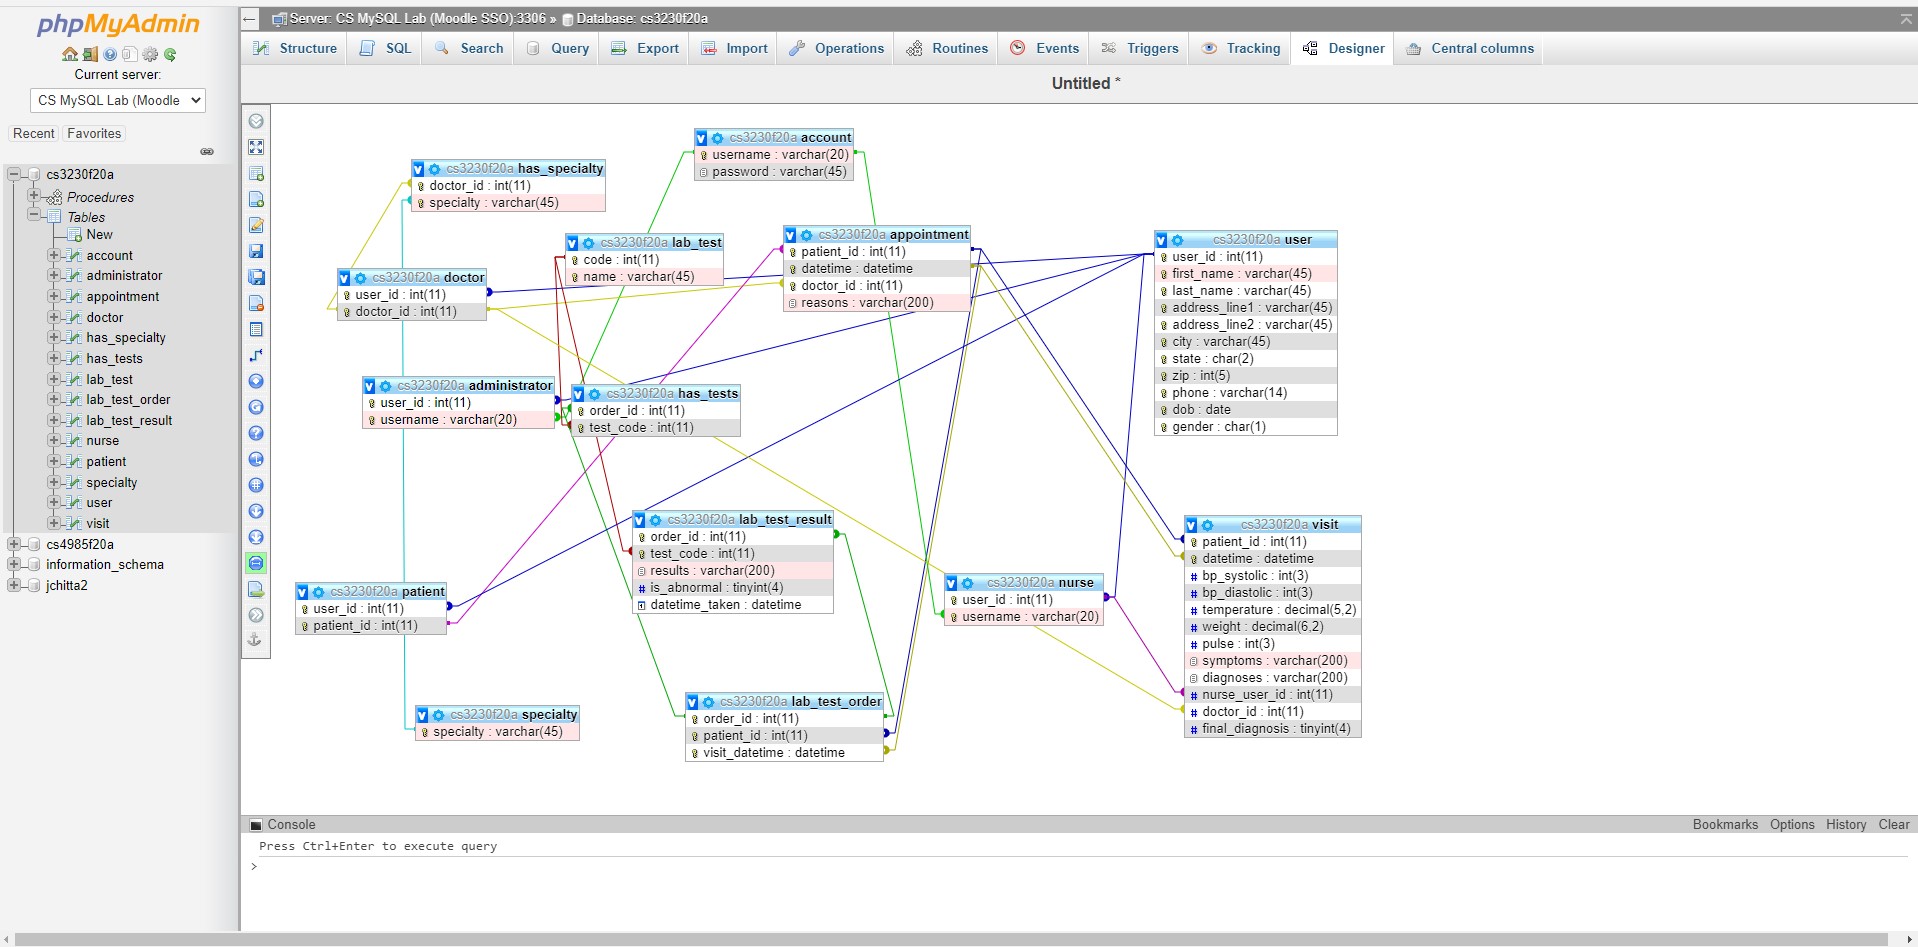 phpMyAdmin
Current server:
CS MySQL Lab (Moodle
Recent Favorites
cs3230f20a
Procedures
Tables
New
account
administrator
appointment
doctor
has_specialty
has_tests
lab_test
lab_test_order
lab_test_result
nurse
patient
specialty
user
visit
cs4985f20a
information_schema
jchitta2
Server: CS MySQL Lab (Moodle SSO):3306 » Database: cs3230f20a
Structure SQL Search Query Export Import Operations Routines Events Triggers Tracking Designer Central columns
Untitled *
cs3230f20a account
username : varchar(20)
password : varchar(45)
cs3230f20a has_specialty
doctor_id : int(11)
specialty : varchar(45)
cs3230f20a lab_test
code : int(11)
name : varchar(45)
cs3230f20a appointment
patient_id : int(11)
datetime : datetime
doctor_id : int(11)
reasons : varchar(200)
cs3230f20a user
user_id : int(11)
first_name : varchar(45)
last_name : varchar(45)
address_line1 : varchar(45)
address_line2 : varchar(45)
city : varchar(45)
state : char(2)
zip : int(5)
phone : varchar(14)
dob : date
gender : char(1)
cs3230f20a doctor
user_id : int(11)
doctor_id : int(11)
cs3230f20a administrator
user_id : int(11)
username : varchar(20)
cs3230f20a has_tests
order_id : int(11)
test_code : int(11)
cs3230f20a lab_test_result
order_id : int(11)
test_code : int(11)
results : varchar(200)
is_abnormal : tinyint(4)
datetime_taken : datetime
cs3230f20a visit
patient_id : int(11)
datetime : datetime
bp_systolic : int(3)
bp_diastolic : int(3)
temperature : decimal(5,2)
weight : decimal(6,2)
pulse : int(3)
symptoms : varchar(200)
diagnoses : varchar(200)
nurse_user_id : int(11)
doctor_id : int(11)
final_diagnosis : tinyint(4)
cs3230f20a nurse
user_id : int(11)
username : varchar(20)
cs3230f20a patient
user_id : int(11)
patient_id : int(11)
cs3230f20a lab_test_order
order_id : int(11)
patient_id : int(11)
visit_datetime : datetime
cs3230f20a specialty
specialty : varchar(45)
Console Bookmarks Options History Clear
Press Ctrl+Enter to execute query
>